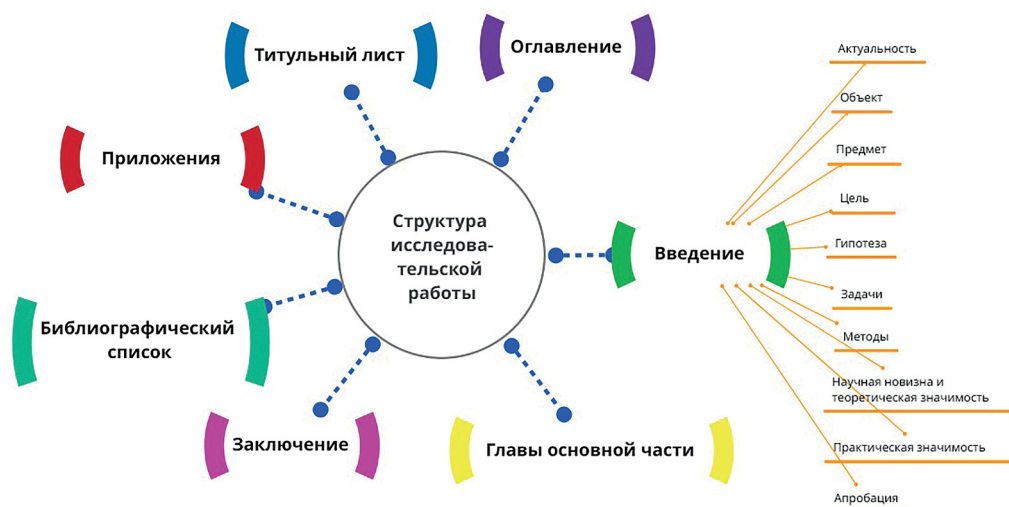 Титульный лист
Оглавление
Актуальность
Объект
Предмет
Приложения
Цель
Структура
исследова-
тельской
работы
Введение
Гипотеза
Задачи
Библиографический
список
Методы
Научная новизна и
теоретическая значимость
Заключение
Главы основной части
Практическая значимость
Апробация